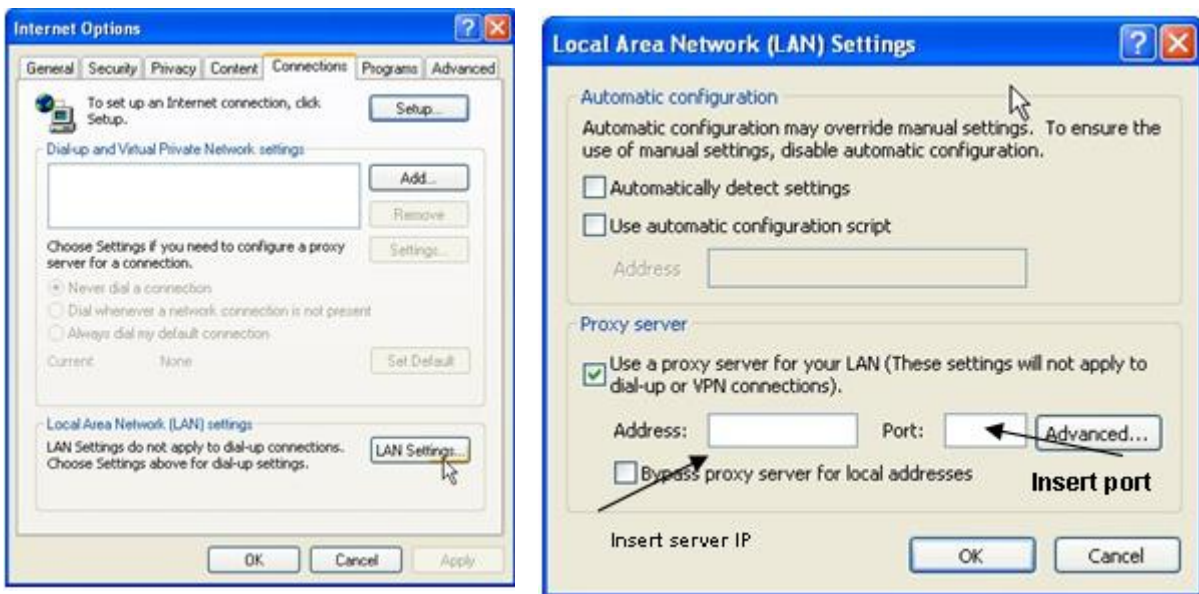 Internet Options
General Security Privacy Content Connections Programs Advanced
To set up an Internet connection, click
Setup.
Setup...
Dial-up and Virtual Private Network settings
Add...
Remove
Choose Settings if you need to configure a proxy
server for a connection.
Settings...
Never dial a connection
Dial whenever a network connection is not present
Always dial my default connection
Current None
Set Default
Local Area Network (LAN) settings
LAN Settings do not apply to dial-up connections.
Choose Settings above for dial-up settings.
LAN Settings...
OK Cancel Apply
Local Area Network (LAN) Settings
Automatic configuration
Automatic configuration may override manual settings. To ensure the
use of manual settings, disable automatic configuration.
Automatically detect settings
Use automatic configuration script
Address
Proxy server
Use a proxy server for your LAN (These settings will not apply to
dial-up or VPN connections).
Address: Port: Advanced...
Bypass proxy server for local addresses
Insert port
Insert server IP
OK Cancel